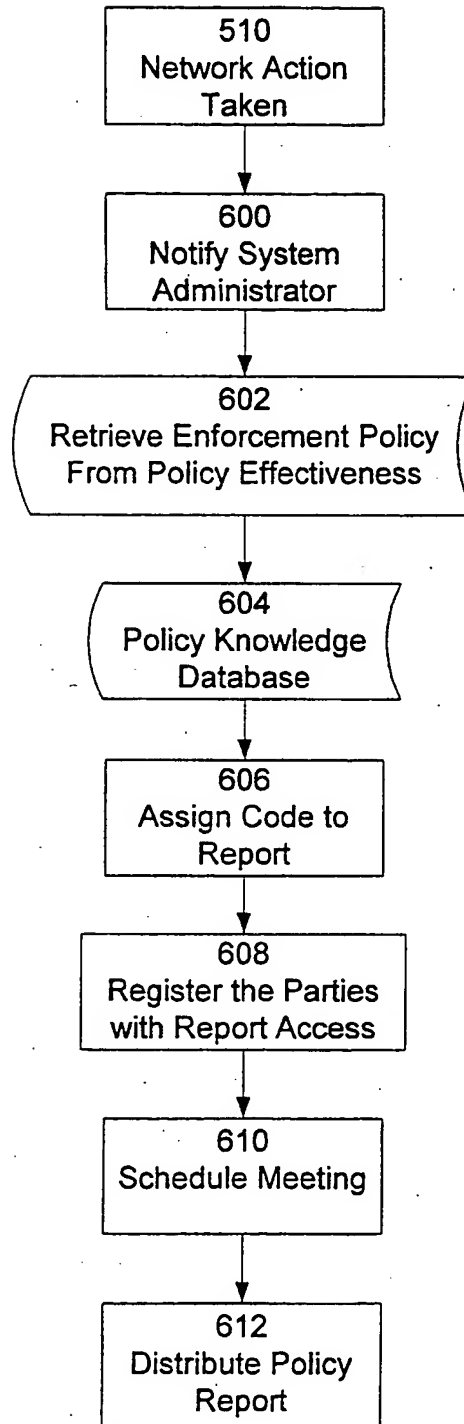 510
Network Action
Taken
600
Notify System
Administrator
602
Retrieve Enforcement Policy
From Policy Effectiveness
604
Policy Knowledge
Database
606
Assign Code to
Report
608
Register the Parties
with Report Access
610
Schedule Meeting
612
Distribute Policy
Report